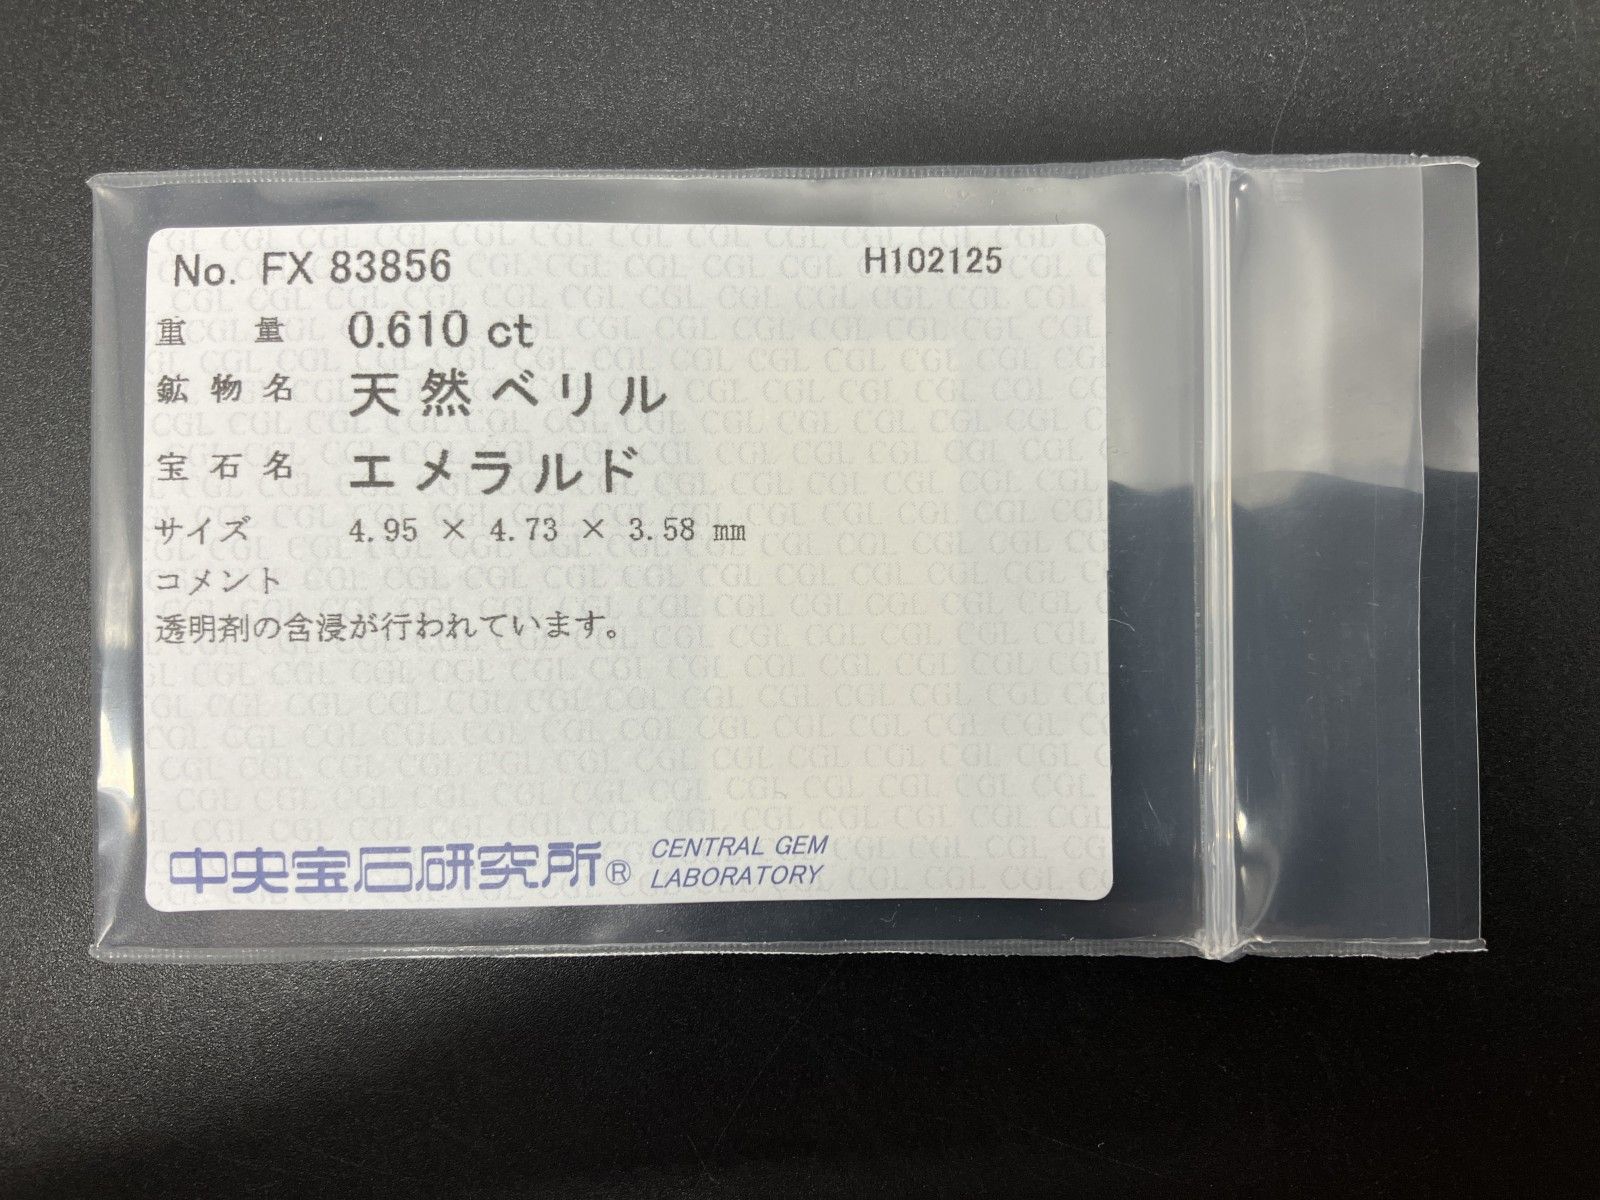 No. FX 83856 H102125
重量 0.610 ct
鉱物名 天然ベリル
宝石名 エメラルド
サイズ 4.95 × 4.73 × 3.58 mm
コメント
透明剤の含浸が行われています。
中央宝石研究所® CENTRAL GEM
LABORATORY